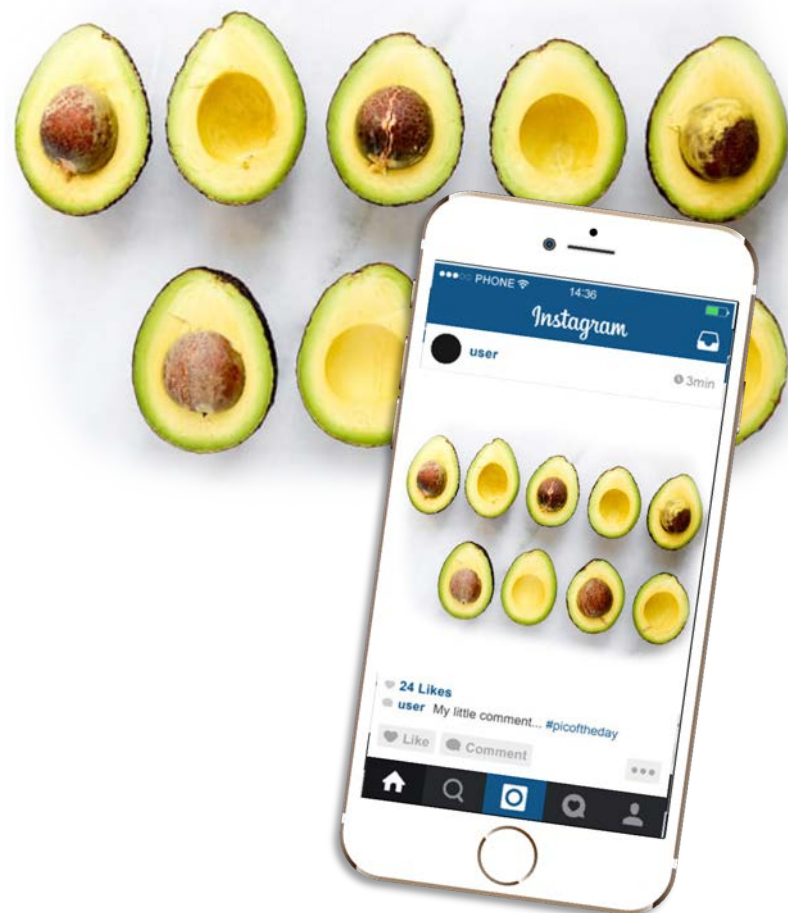 PHONE 14:36
Instagram
user
3min
24 Likes
user My little comment... #picoftheday
Like Comment